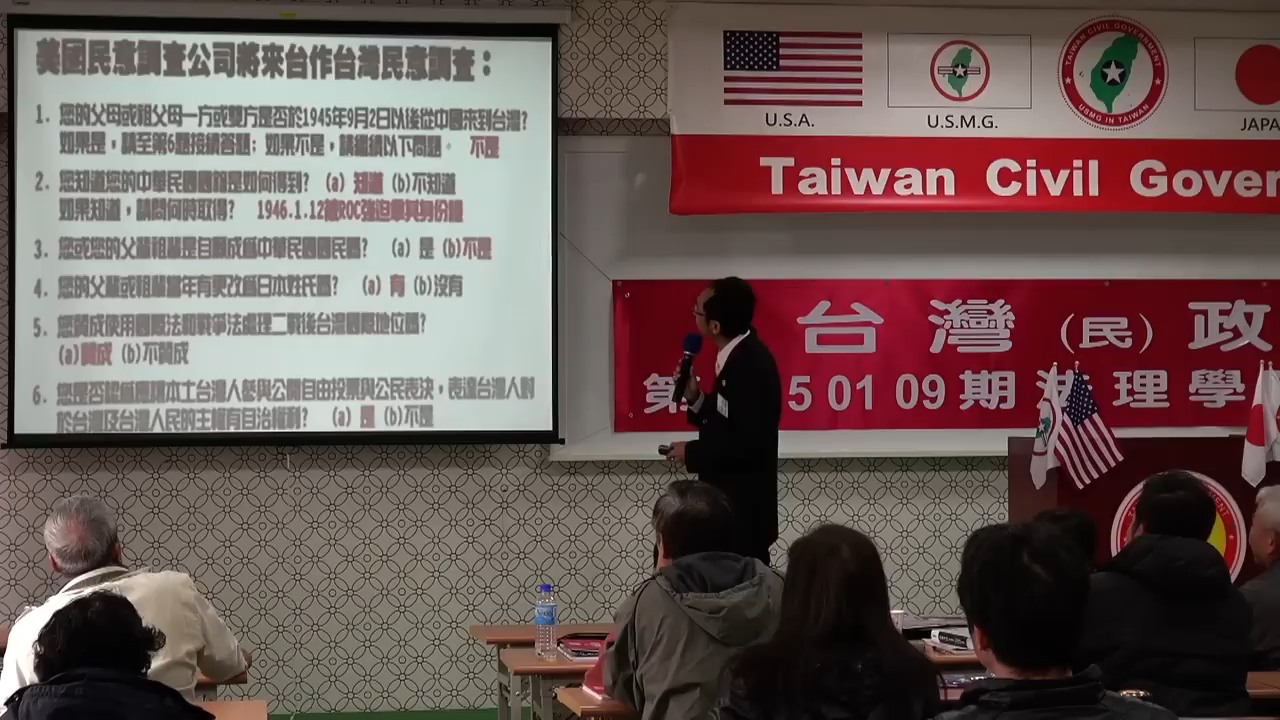 美國民意調查公司將來台作台灣民意調查：
1. 您的父母或祖父母一方或雙方是否於1945年9月2日以後從中國來到台灣?
如果是，請至第6題接續答題; 如果不是，請繼續以下問題。 不是
2. 您知道您的中華民國國籍是如何得到? (a) 知道 (b)不知道
如果知道，請問何時取得? 1946.1.12被ROC強迫單其身份證
3. 您或您的父輩祖輩是自願成為中華民國國民嗎? (a) 是 (b)不是
4. 您的父輩或祖輩當年有更改為日本姓氏嗎? (a) 有 (b)沒有
5. 您贊成使用國際法和戰爭法處理二戰後台灣國際地位嗎?
(a)贊成 (b)不贊成
6. 您是否認為應讓本土台灣人參與公開自由投票與公民表決，表達台灣人對
於台灣及台灣人民的主權有自治權利? (a) 是 (b)不是
U.S.A.
U.S.M.G.
TAIWAN CIVIL GOVERNMENT
USMG IN TAIWAN
JAPA
Taiwan Civil Gover
台灣(民)政
第 5 01 09 期 理學